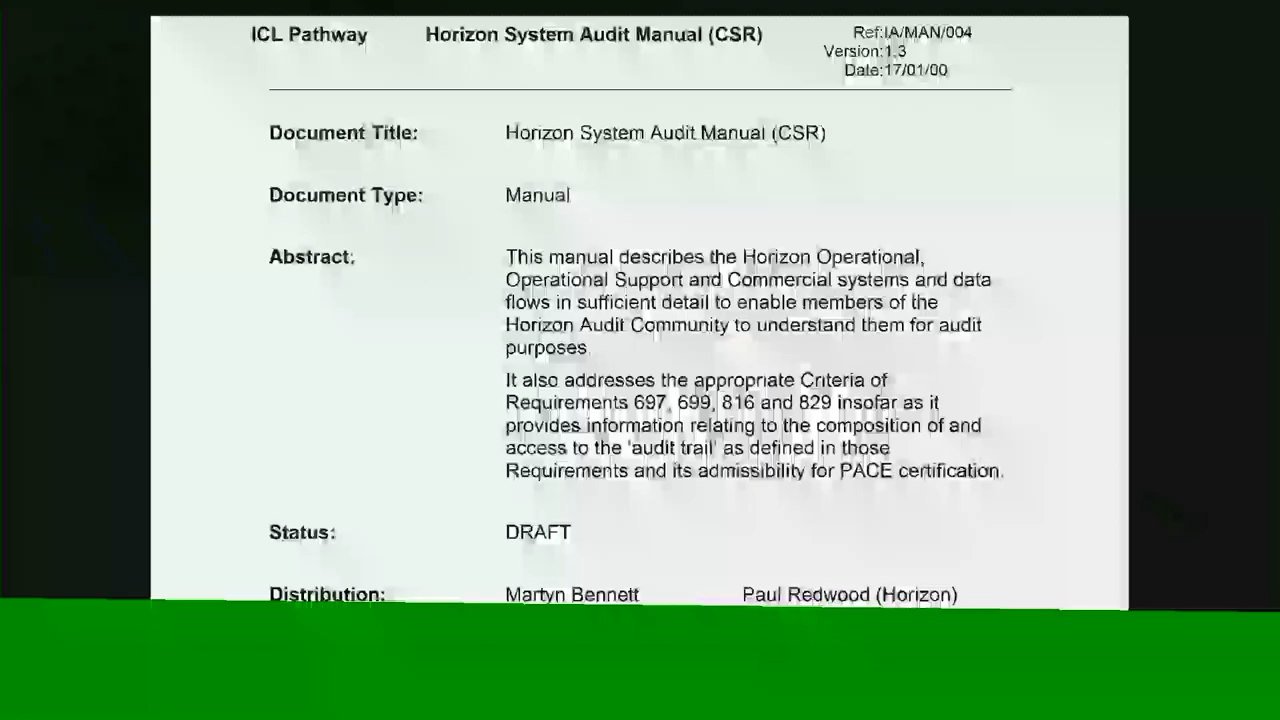 ICL Pathway Horizon System Audit Manual (CSR) Ref:IA/MAN/004
Version:1.3
Date:17/01/00
Document Title: Horizon System Audit Manual (CSR)
Document Type: Manual
Abstract: This manual describes the Horizon Operational,
Operational Support and Commercial systems and data
flows in sufficient detail to enable members of the
Horizon Audit Community to understand them for audit
purposes.
It also addresses the appropriate Criteria of
Requirements 697, 699, 816 and 829 insofar as it
provides information relating to the composition of and
access to the 'audit trail' as defined in those
Requirements and its admissibility for PACE certification.
Status: DRAFT
Distribution: Martyn Bennett Paul Redwood (Horizon)